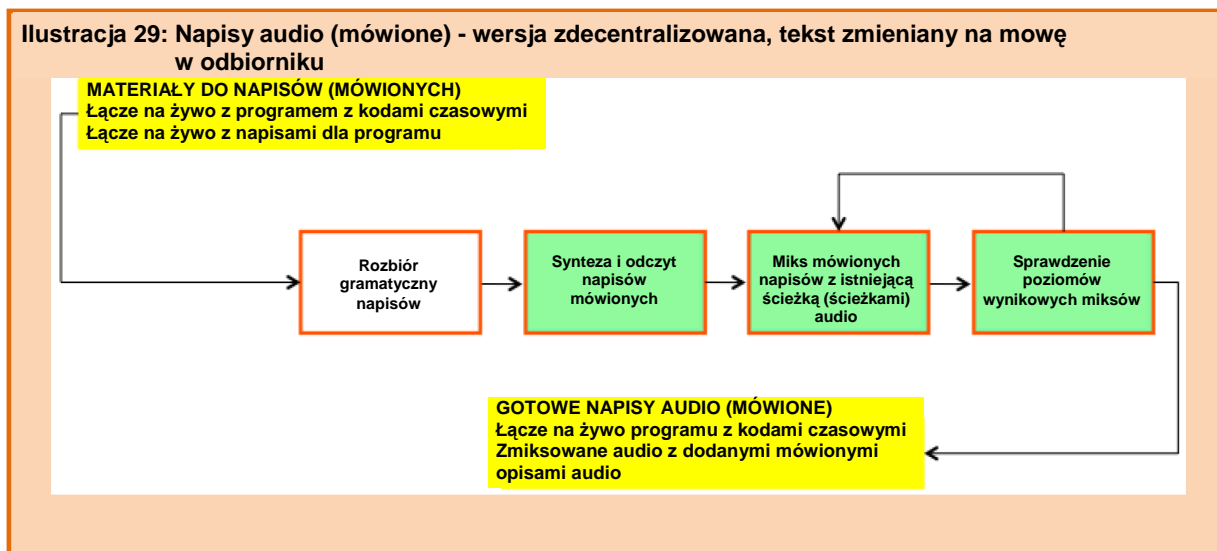 Ilustracja 29: Napisy audio (mówione) - wersja zdecentralizowana, tekst zmieniany na mowę
w odbiorniku
MATERIAŁY DO NAPISÓW (MÓWIONYCH)
Łącze na żywo z programem z kodami czasowymi
Łącze na żywo z napisami dla programu
Rozbiór
gramatyczny
napisów
Synteza i odczyt
napisów
mówionych
Miks mówionych
napisów z istniejącą
ścieżką (ścieżkami)
audio
Sprawdzenie
poziomów
wynikowych miksów
GOTOWE NAPISY AUDIO (MÓWIONE)
Łącze na żywo programu z kodami czasowymi
Zmiksowane audio z dodanymi mówionymi
opisami audio